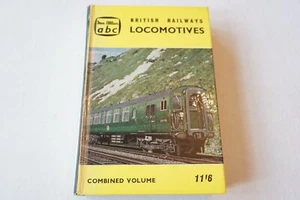 BRITISH RAILWAYS
abc
LOCOMOTIVES
COMBINED VOLUME
11'6